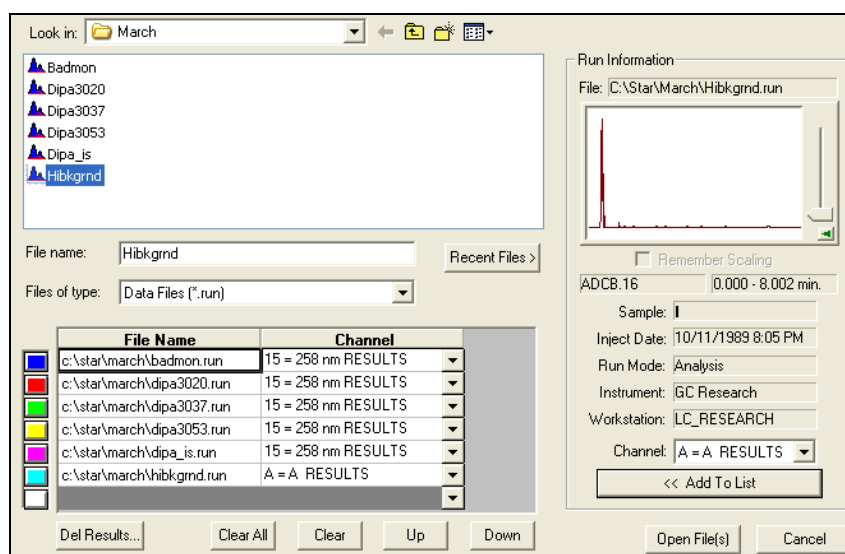 Look in: March
Badmon
Dipa3020
Dipa3037
Dipa3053
Dipa_is
Hibkgrnd
File name: Hibkgrnd
Recent Files >
Files of type: Data Files (*.run)
File Name Channel
c:\star\march\badmon.run 15 = 258 nm RESULTS
c:\star\march\dipa3020.run 15 = 258 nm RESULTS
c:\star\march\dipa3037.run 15 = 258 nm RESULTS
c:\star\march\dipa3053.run 15 = 258 nm RESULTS
c:\star\march\dipa_is.run 15 = 258 nm RESULTS
c:\star\march\hibkgrnd.run A = A RESULTS
Del Results... Clear All Clear Up Down
Run Information
File: C:\Star\March\Hibkgrnd.run
Remember Scaling
ADCB.16 0.000 - 8.002 min.
Sample:
Inject Date: 10/11/1989 8:05 PM
Run Mode: Analysis
Instrument: GC Research
Workstation: LC_RESEARCH
Channel: A = A RESULTS
<< Add To List
Open File(s) Cancel